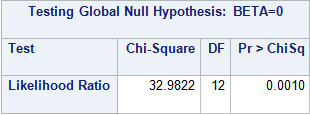 Testing Global Null Hypothesis: BETA=0
Test Chi-Square DF Pr > ChiSq
Likelihood Ratio 32.9822 12 0.0010